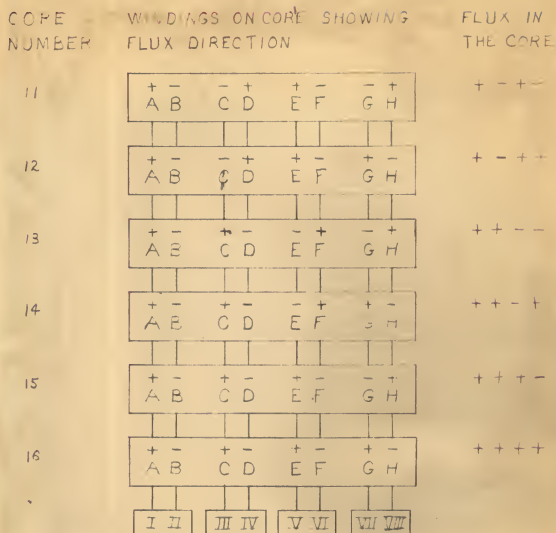 CORE WINDINGS ON CORE SHOWING FLUX IN
NUMBER FLUX DIRECTION THE CORE
+ - - + + - - +
11 A B C D E F G H + - + -
+ - - + + - + -
12 A B C D E F G H + - + +
+ - + - - + - +
13 A B C D E F G H + + - -
+ - + - - + + -
14 A B C D E F G H + + - +
+ - + - + - - +
15 A B C D E F G H + + + -
+ - + - + - + -
16 A B C D E F G H + + + +
I II III IV V VI VII VIII